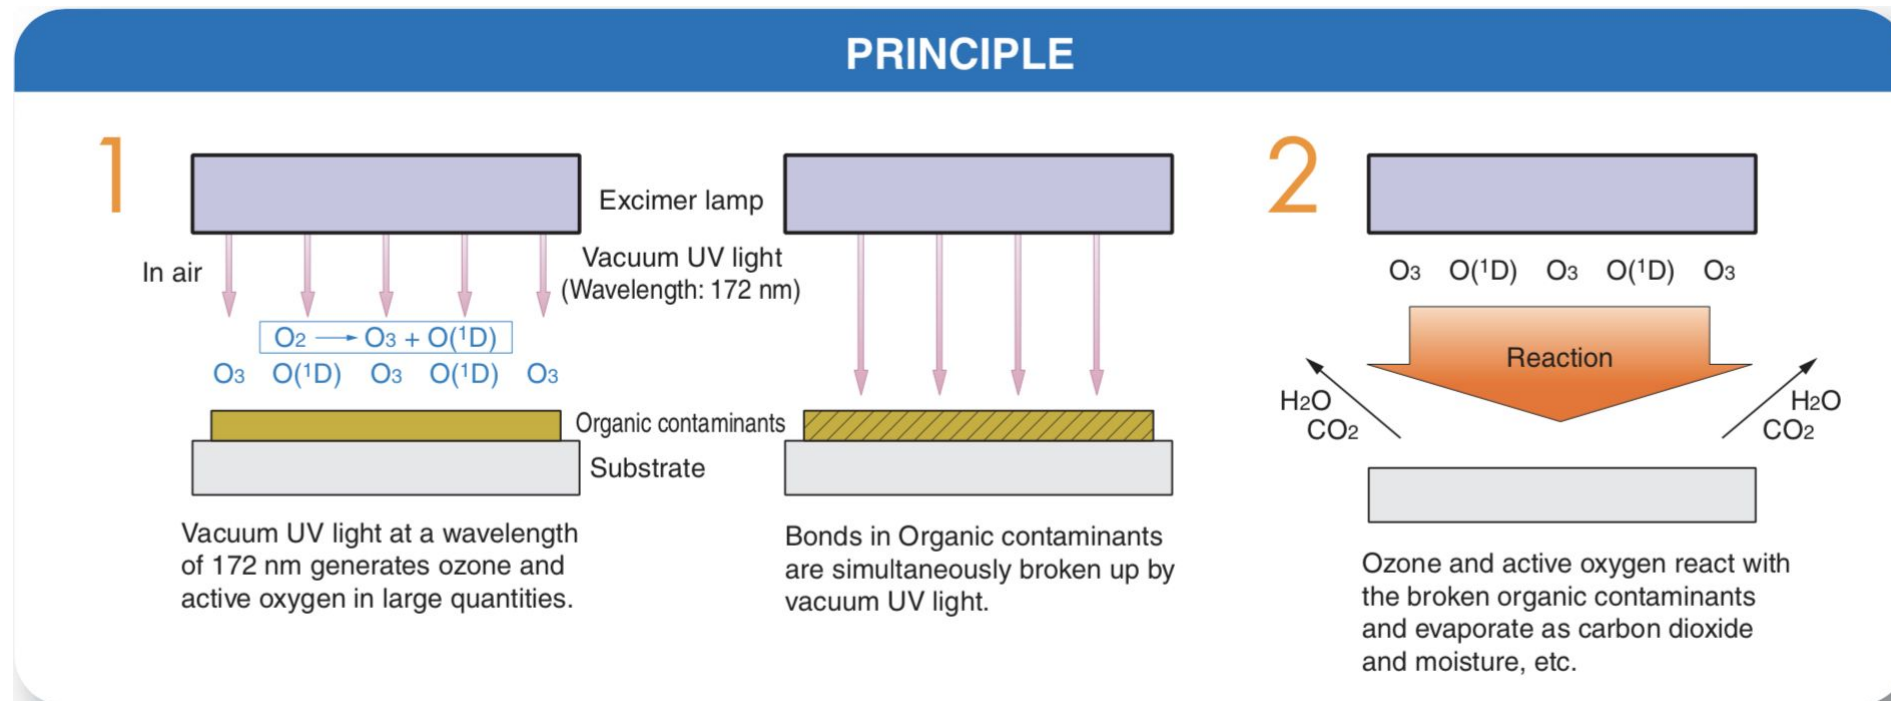 PRINCIPLE
1
Excimer lamp
In air
Vacuum UV light
(Wavelength: 172 nm)
O₂ → O₃ + O(¹D)
O₃ O(¹D) O₃ O(¹D) O₃
Organic contaminants
Substrate
Vacuum UV light at a wavelength
of 172 nm generates ozone and
active oxygen in large quantities.
Bonds in Organic contaminants
are simultaneously broken up by
vacuum UV light.
2
O₃ O(¹D) O₃ O(¹D) O₃
Reaction
H₂O
CO₂
H₂O
CO₂
Ozone and active oxygen react with
the broken organic contaminants
and evaporate as carbon dioxide
and moisture, etc.